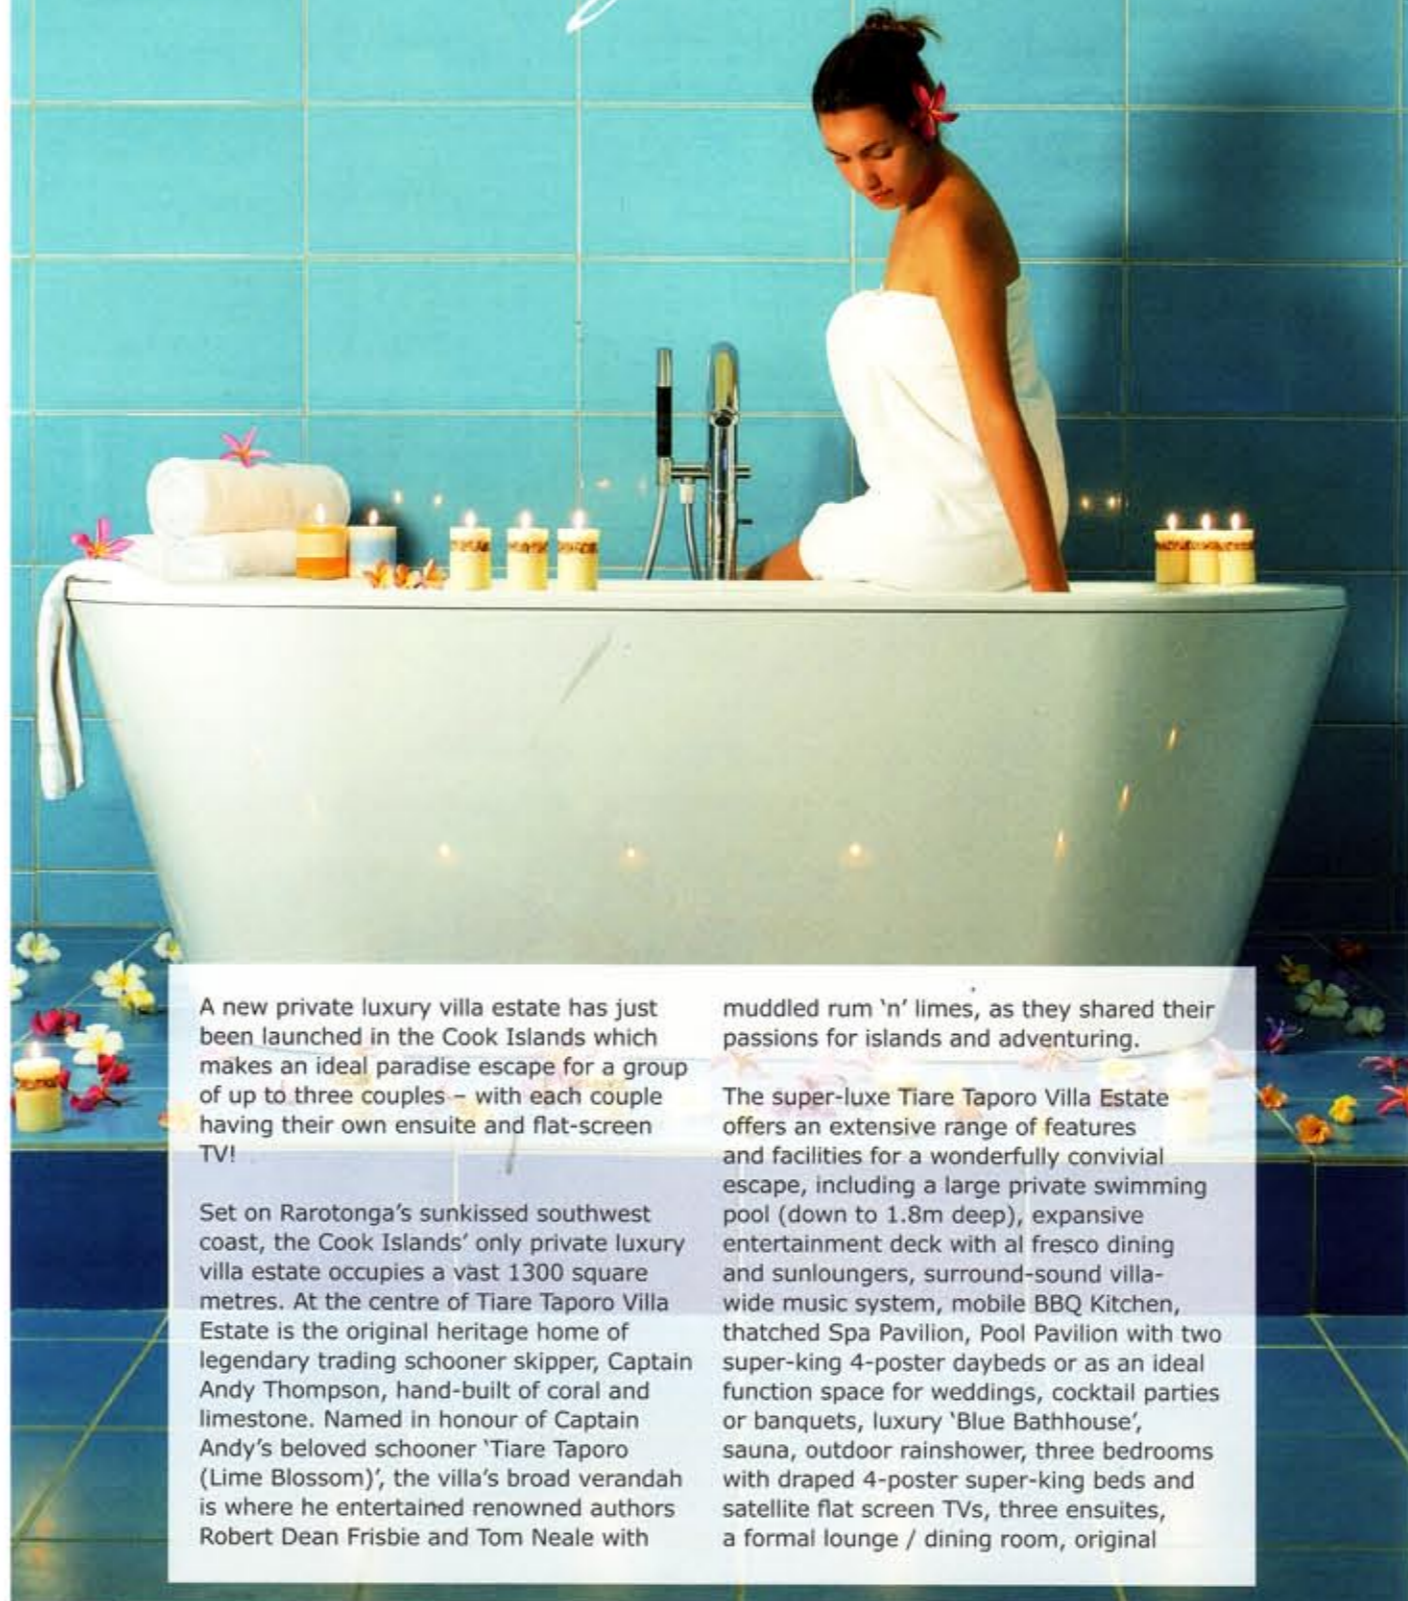 A new private luxury villa estate has just
been launched in the Cook Islands which
makes an ideal paradise escape for a group
of up to three couples – with each couple
having their own ensuite and flat-screen
TV!
Set on Rarotonga's sunkissed southwest
coast, the Cook Islands' only private luxury
villa estate occupies a vast 1300 square
metres. At the centre of Tiare Taporo Villa
Estate is the original heritage home of
legendary trading schooner skipper, Captain
Andy Thompson, hand-built of coral and
limestone. Named in honour of Captain
Andy's beloved schooner 'Tiare Taporo
(Lime Blossom)', the villa's broad verandah
is where he entertained renowned authors
Robert Dean Frisbie and Tom Neale with
muddled rum 'n' limes, as they shared their
passions for islands and adventuring.
The super-luxe Tiare Taporo Villa Estate
offers an extensive range of features
and facilities for a wonderfully convivial
escape, including a large private swimming
pool (down to 1.8m deep), expansive
entertainment deck with al fresco dining
and sunloungers, surround-sound villa-
wide music system, mobile BBQ Kitchen,
thatched Spa Pavilion, Pool Pavilion with two
super-king 4-poster daybeds or as an ideal
function space for weddings, cocktail parties
or banquets, luxury 'Blue Bathhouse',
sauna, outdoor rainshower, three bedrooms
with draped 4-poster super-king beds and
satellite flat screen TVs, three ensuites,
a formal lounge / dining room, original